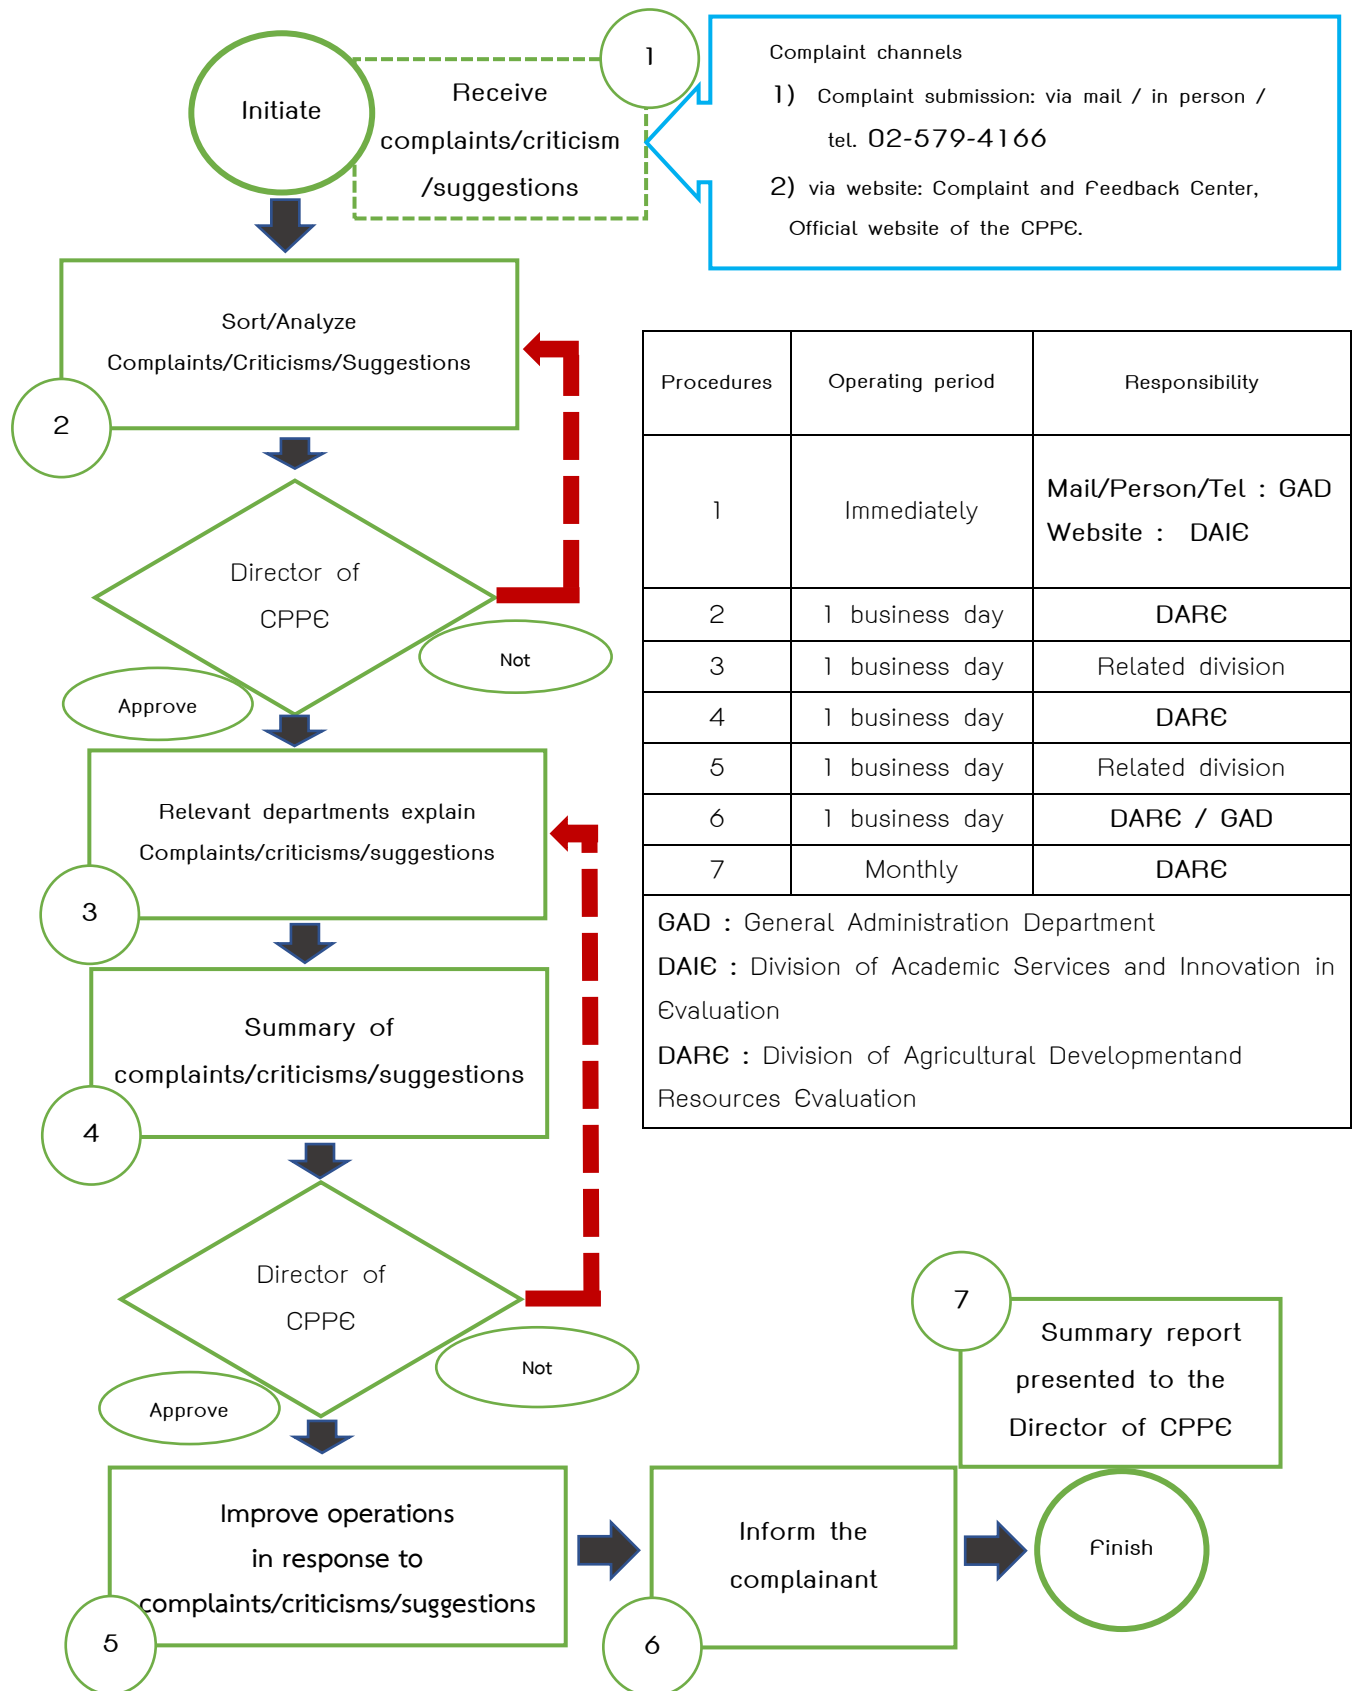 Initiate
Receive
complaints/criticism
/suggestions
1
Complaint channels
1) Complaint submission: via mail / in person /
tel. 02-579-4166
2) via website: Complaint and Feedback Center,
Official website of the CPPE.
Sort/Analyze
Complaints/Criticisms/Suggestions
2
Director of
CPPE
Not
Approve
Relevant departments explain
Complaints/criticisms/suggestions
3
Summary of
complaints/criticisms/suggestions
4
Director of
CPPE
Not
Approve
Improve operations
in response to
complaints/criticisms/suggestions
5
Inform the
complainant
6
7
Summary report
presented to the
Director of CPPE
Finish
Procedures Operating period Responsibility
1 Immediately Mail/Person/Tel : GAD
Website : DAIE
2 1 business day DARE
3 1 business day Related division
4 1 business day DARE
5 1 business day Related division
6 1 business day DARE / GAD
7 Monthly DARE
GAD : General Administration Department
DAIE : Division of Academic Services and Innovation in
Evaluation
DARE : Division of Agricultural Developmentand
Resources Evaluation